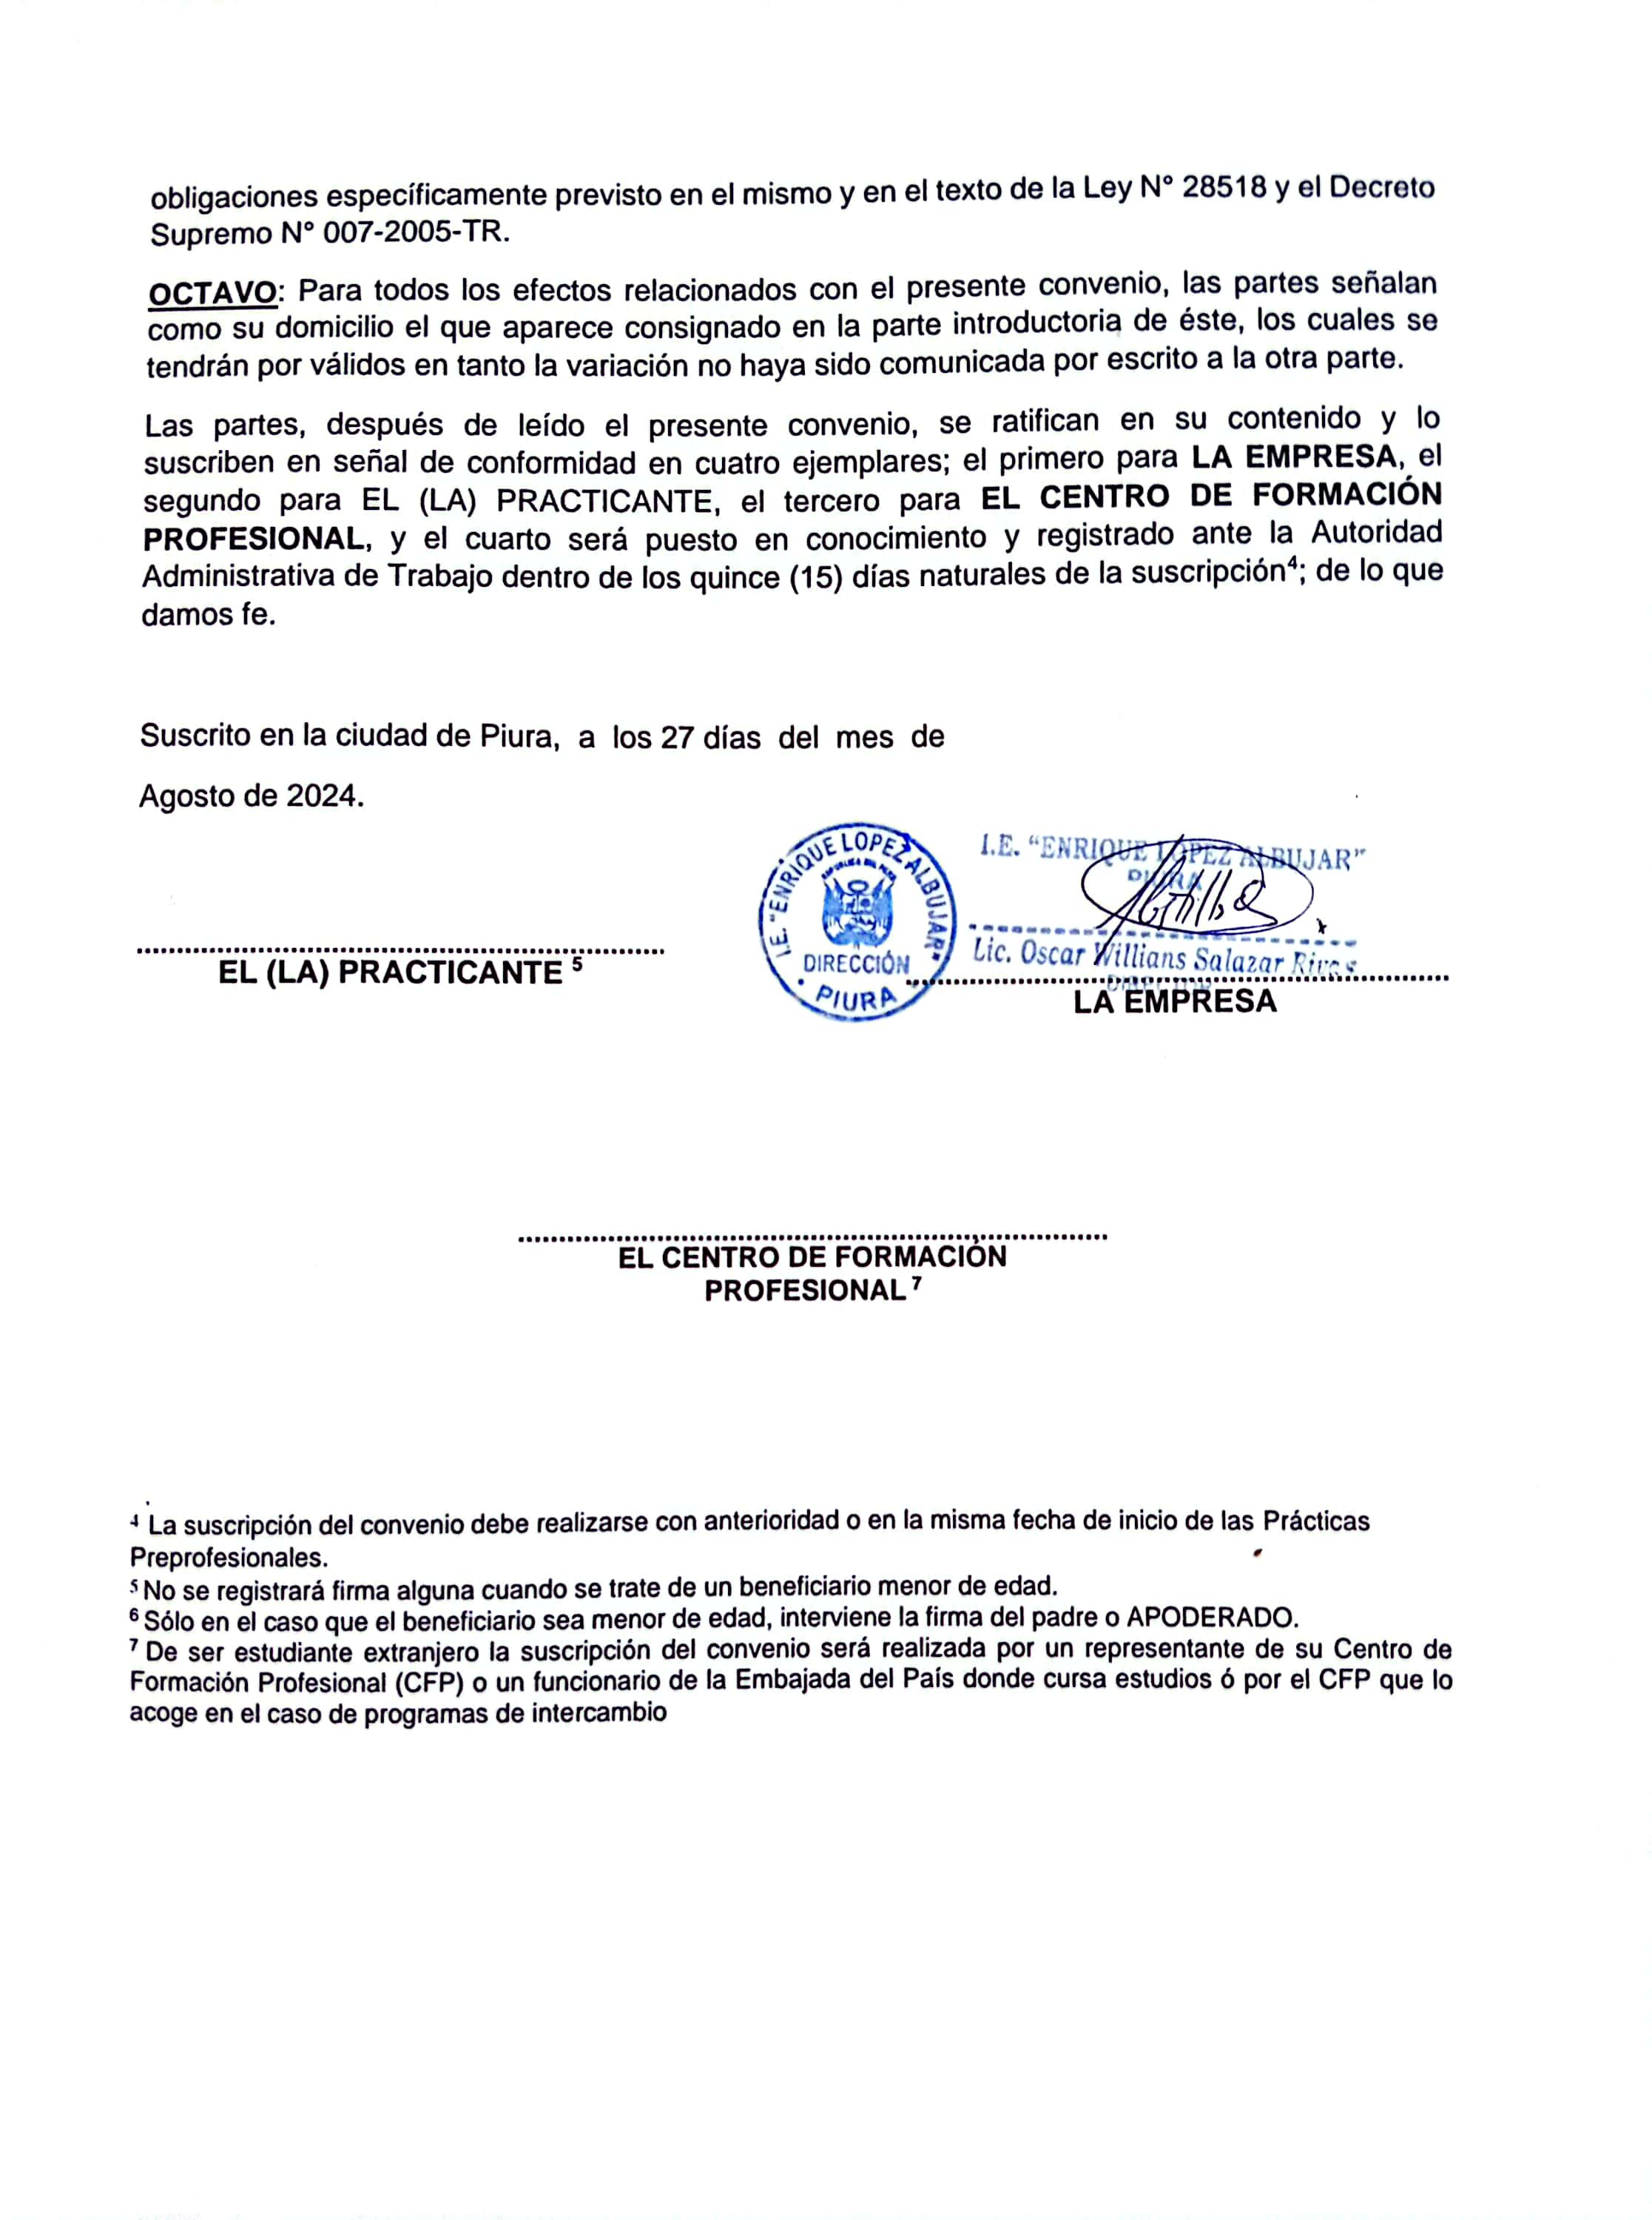 obligaciones específicamente previsto en el mismo y en el texto de la Ley N° 28518 y el Decreto
Supremo N° 007-2005-TR.
OCTAVO: Para todos los efectos relacionados con el presente convenio, las partes señalan
como su domicilio el que aparece consignado en la parte introductoria de éste, los cuales se
tendrán por válidos en tanto la variación no haya sido comunicada por escrito a la otra parte.
Las partes, después de leído el presente convenio, se ratifican en su contenido y lo
suscriben en señal de conformidad en cuatro ejemplares; el primero para LA EMPRESA, el
segundo para EL (LA) PRACTICANTE, el tercero para EL CENTRO DE FORMACIÓN
PROFESIONAL, y el cuarto será puesto en conocimiento y registrado ante la Autoridad
Administrativa de Trabajo dentro de los quince (15) días naturales de la suscripción⁴; de lo que
damos fe.
Suscrito en la ciudad de Piura, a los 27 días del mes de
Agosto de 2024.
I.E. "ENRIQUE LOPEZ ALBUJAR"
REPUBLICA DEL PERU
DIRECCIÓN
PIURA
I.E. "ENRIQUE LOPEZ ALBUJAR"
PIURA
Lic. Oscar Willians Salazar Rivas
DIRECTOR
EL (LA) PRACTICANTE ⁵
LA EMPRESA
EL CENTRO DE FORMACIÓN
PROFESIONAL ⁷
⁴ La suscripción del convenio debe realizarse con anterioridad o en la misma fecha de inicio de las Prácticas
Preprofesionales.
⁵ No se registrará firma alguna cuando se trate de un beneficiario menor de edad.
⁶ Sólo en el caso que el beneficiario sea menor de edad, interviene la firma del padre o APODERADO.
⁷ De ser estudiante extranjero la suscripción del convenio será realizada por un representante de su Centro de
Formación Profesional (CFP) o un funcionario de la Embajada del País donde cursa estudios ó por el CFP que lo
acoge en el caso de programas de intercambio